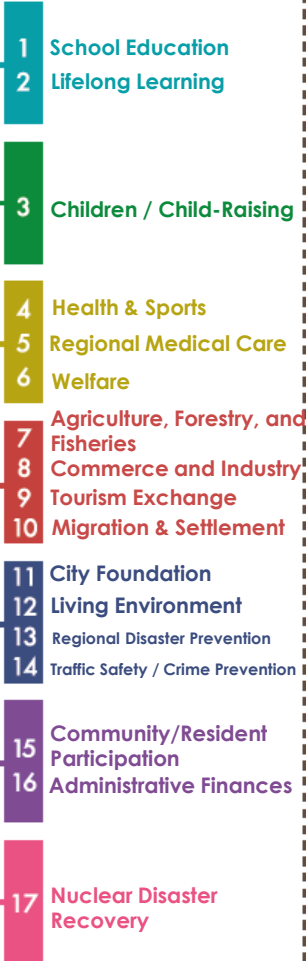 1 School Education
2 Lifelong Learning
3 Children / Child-Raising
4 Health & Sports
5 Regional Medical Care
6 Welfare
7 Agriculture, Forestry, and
Fisheries
8 Commerce and Industry
9 Tourism Exchange
10 Migration & Settlement
11 City Foundation
12 Living Environment
13 Regional Disaster Prevention
14 Traffic Safety / Crime Prevention
15 Community/Resident
Participation
16 Administrative Finances
17 Nuclear Disaster
Recovery